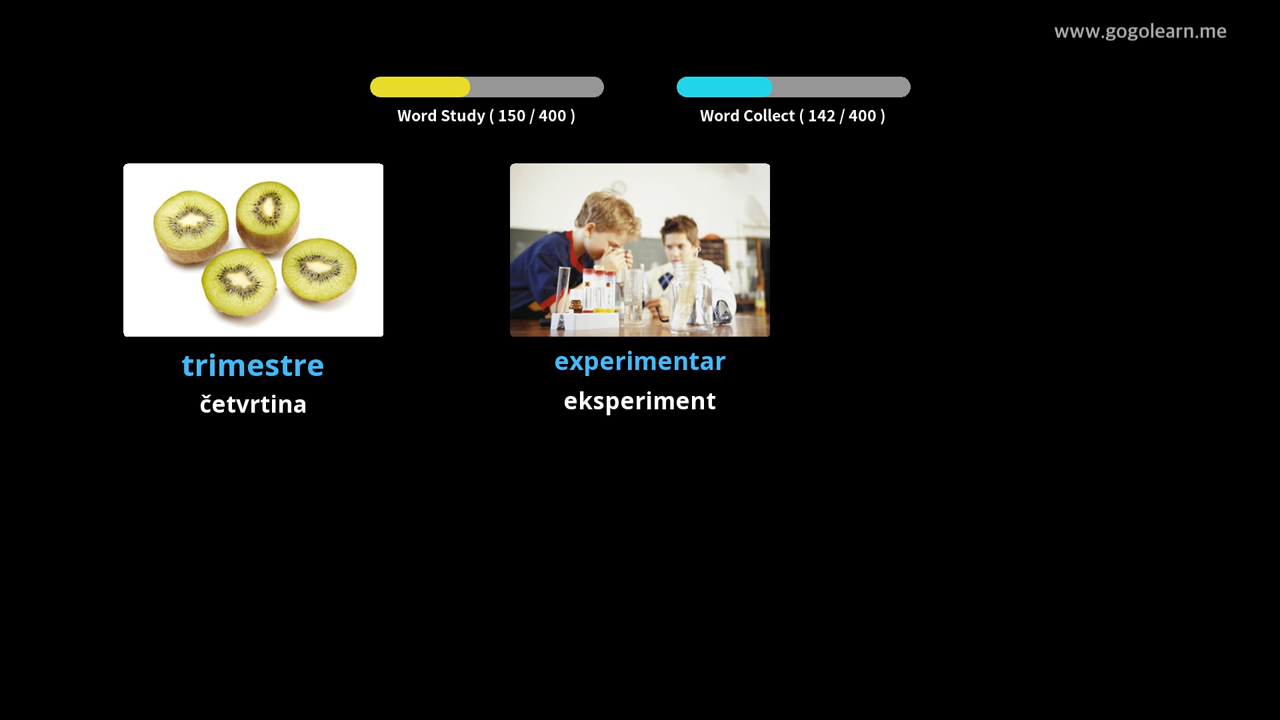 www.gogolearn.me
Word Study ( 150 / 400 )
Word Collect ( 142 / 400 )
trimestre
četvrtina
experimentar
eksperiment